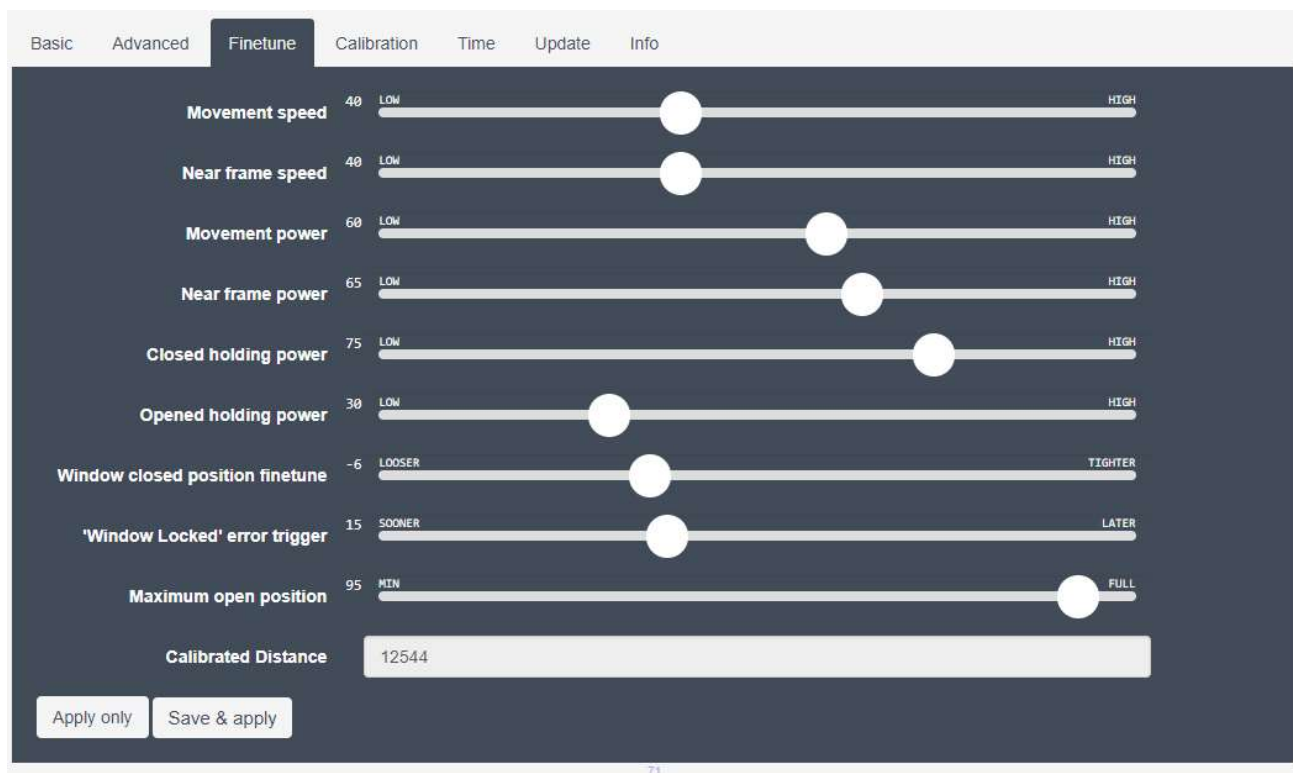 Basic Advanced Finetune Calibration Time Update Info
Movement speed 40 LOW HIGH
Near frame speed 40 LOW HIGH
Movement power 60 LOW HIGH
Near frame power 65 LOW HIGH
Closed holding power 75 LOW HIGH
Opened holding power 30 LOW HIGH
Window closed position finetune -6 LOOSER TIGHTER
'Window Locked' error trigger 15 SOONER LATER
Maximum open position 95 MIN FULL
Calibrated Distance 12544
Apply only Save & apply
71